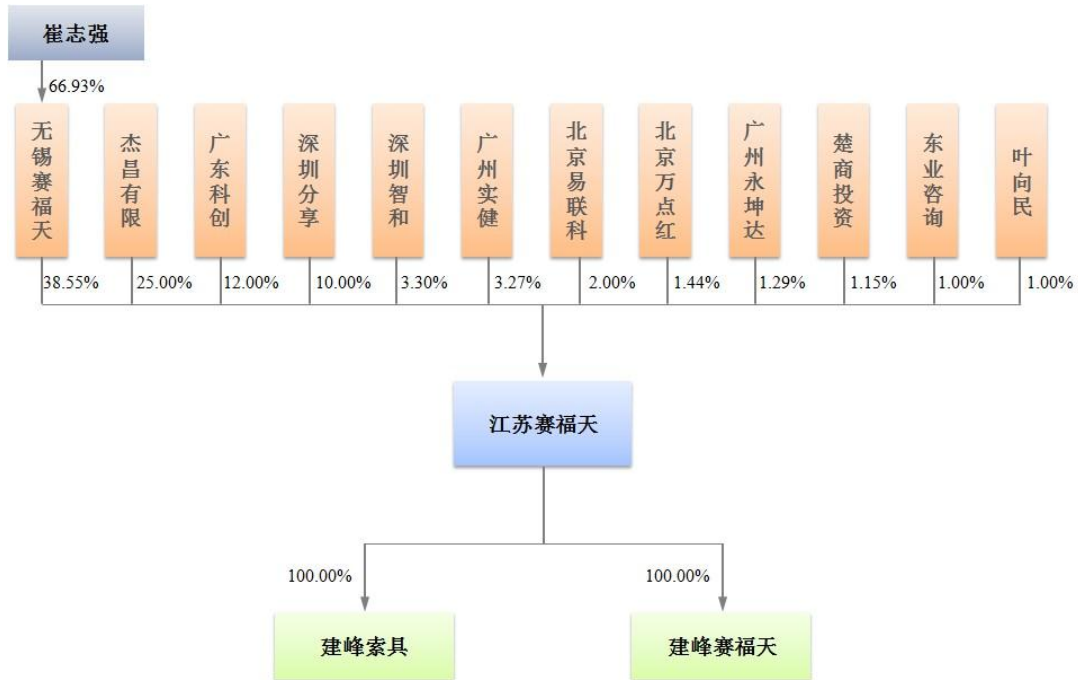 崔志强
66.93%
无锡赛福天
杰昌有限
广东科创
深圳分享
深圳智和
广州实健
北京易联科
北京万点红
广州永坤达
楚商投资
东业咨询
叶向民
38.55%
25.00%
12.00%
10.00%
3.30%
3.27%
2.00%
1.44%
1.29%
1.15%
1.00%
1.00%
江苏赛福天
100.00%
100.00%
建峰索具
建峰赛福天